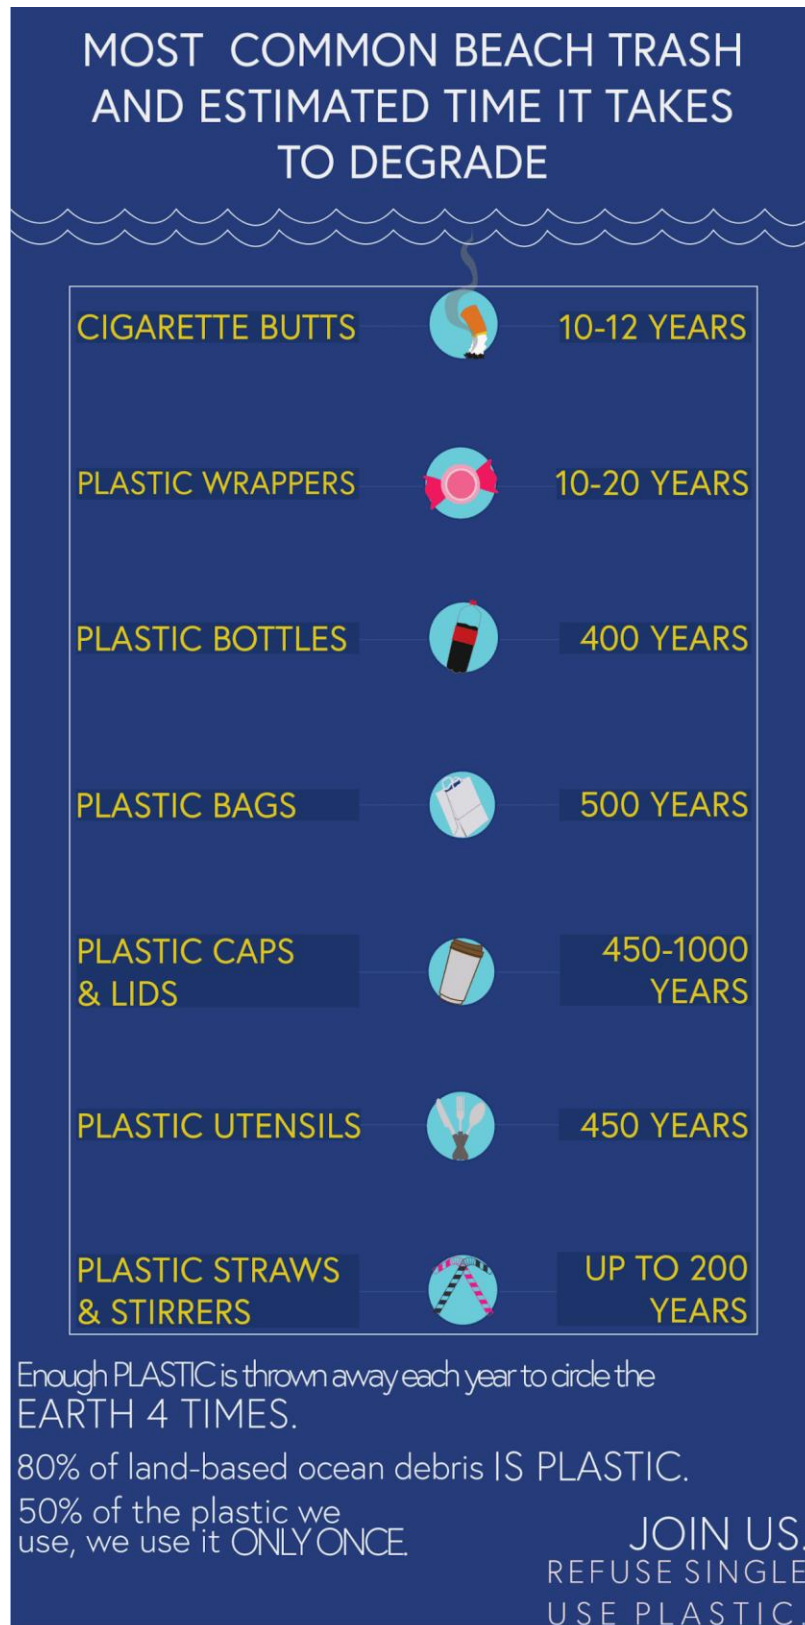 MOST COMMON BEACH TRASH
AND ESTIMATED TIME IT TAKES
TO DEGRADE
CIGARETTE BUTTS 10-12 YEARS
PLASTIC WRAPPERS 10-20 YEARS
PLASTIC BOTTLES 400 YEARS
PLASTIC BAGS 500 YEARS
PLASTIC CAPS
& LIDS
450-1000
YEARS
PLASTIC UTENSILS 450 YEARS
PLASTIC STRAWS
& STIRRERS
UP TO 200
YEARS
Enough PLASTIC is thrown away each year to circle the
EARTH 4 TIMES.
80% of land-based ocean debris IS PLASTIC.
50% of the plastic we
use, we use it ONLY ONCE.
JOIN US.
REFUSE SINGLE
USE PLASTIC.